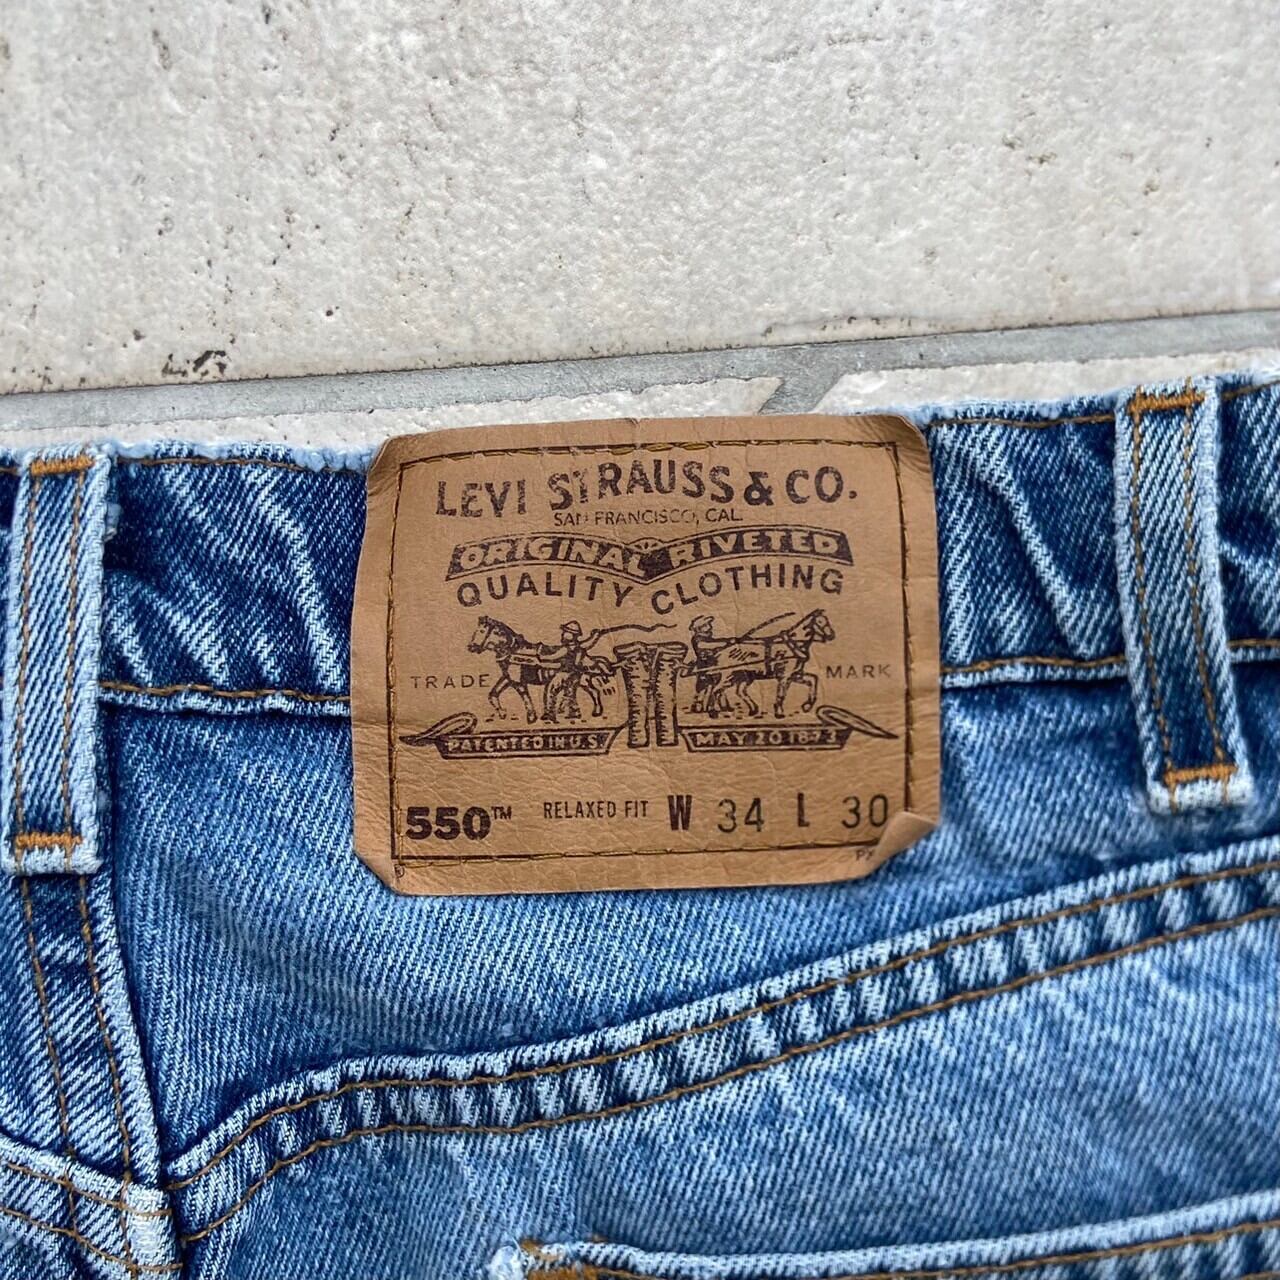 LEVI STRAUSS & CO.
SAN FRANCISCO, CAL.
ORIGINAL RIVETED
QUALITY CLOTHING
TRADE MARK
PATENTED IN U.S. MAY 20 1873
550™ RELAXED FIT W 34 L 30